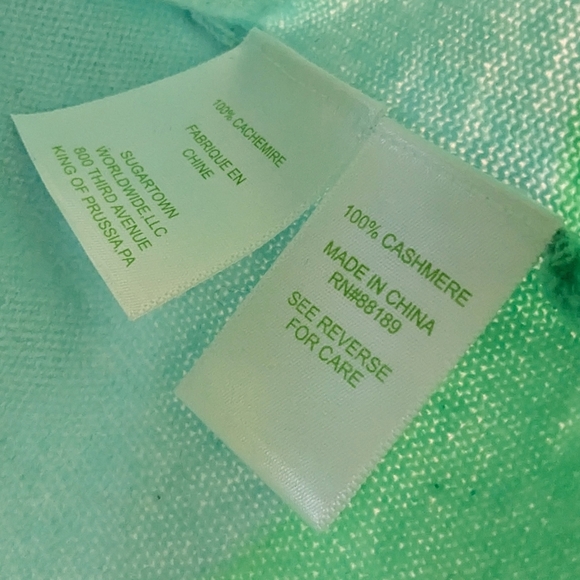 100% CACHEMIRE
FABRIQUE EN
CHINE
SUGARTOWN
WORLDWIDE,LLC
800 THIRD AVENUE
KING OF PRUSSIA,PA
100% CASHMERE
MADE IN CHINA
RN#88189
SEE REVERSE
FOR CARE